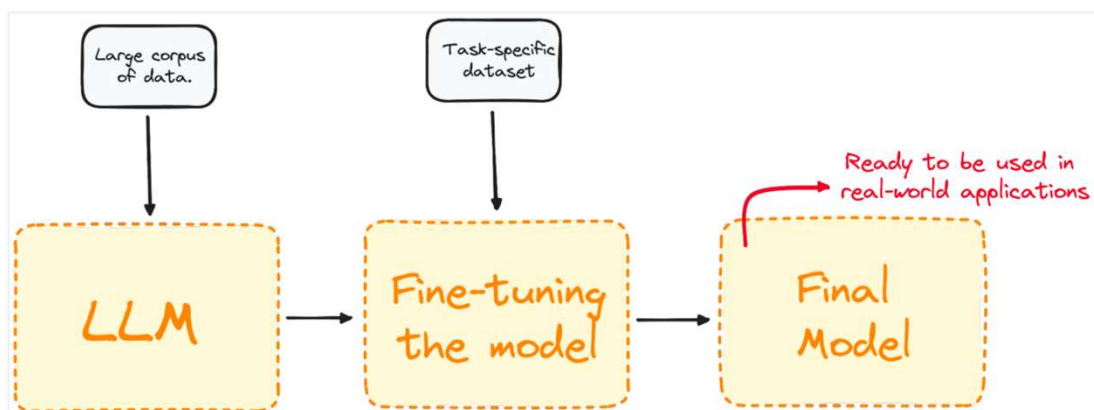 Large corpus
of data.
Task-specific
dataset
Ready to be used in
real-world applications
LLM
Fine-tuning
the model
Final
Model